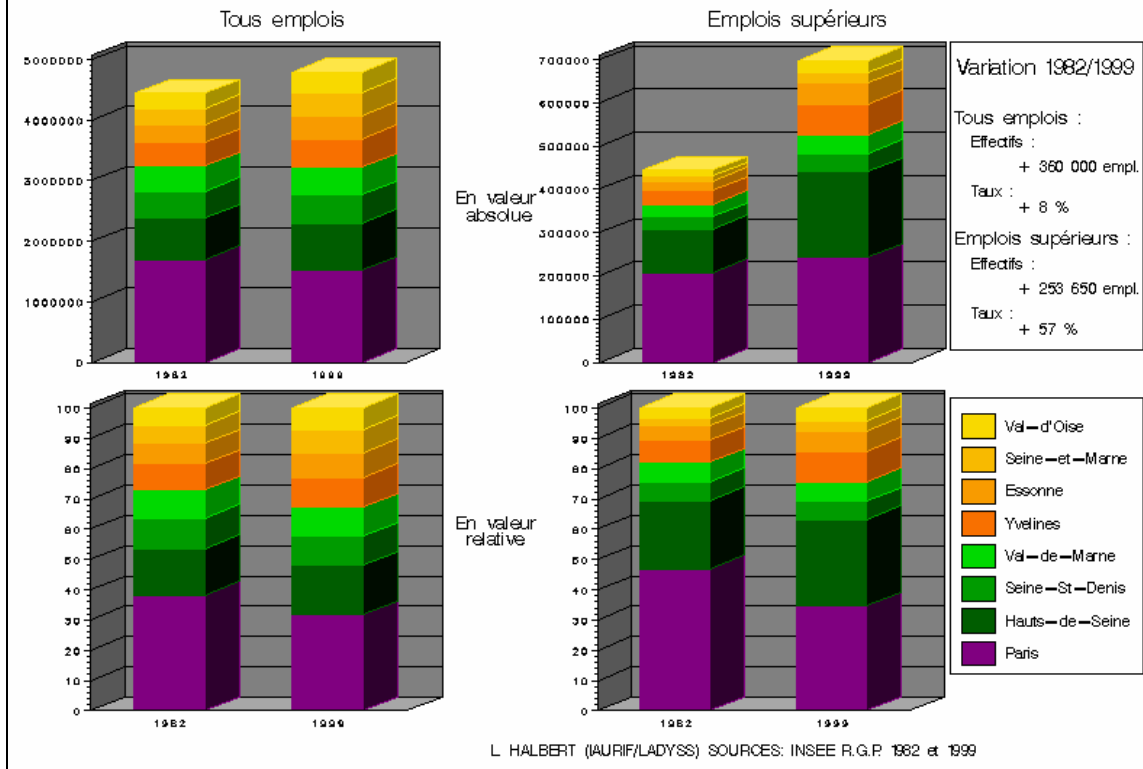 Tous emplois
Emplois supérieurs
5000000
4000000
3000000
2000000
1000000
0
1982
1999
En valeur
absolue
700000
600000
500000
400000
300000
200000
100000
0
1982
1999
Variation 1982/1999
Tous emplois :
Effectifs :
+ 360 000 empl.
Taux :
+ 8 %
Emplois supérieurs :
Effectifs :
+ 253 650 empl.
Taux :
+ 57 %
100
90
80
70
60
50
40
30
20
10
0
1982
1999
En valeur
relative
100
90
80
70
60
50
40
30
20
10
0
1982
1999
Val-d'Oise
Seine-et-Marne
Essonne
Yvelines
Val-de-Marne
Seine-St-Denis
Hauts-de-Seine
Paris
L. HALBERT (IAURIF/LADYSS) SOURCES: INSEE R.G.P. 1982 et 1999